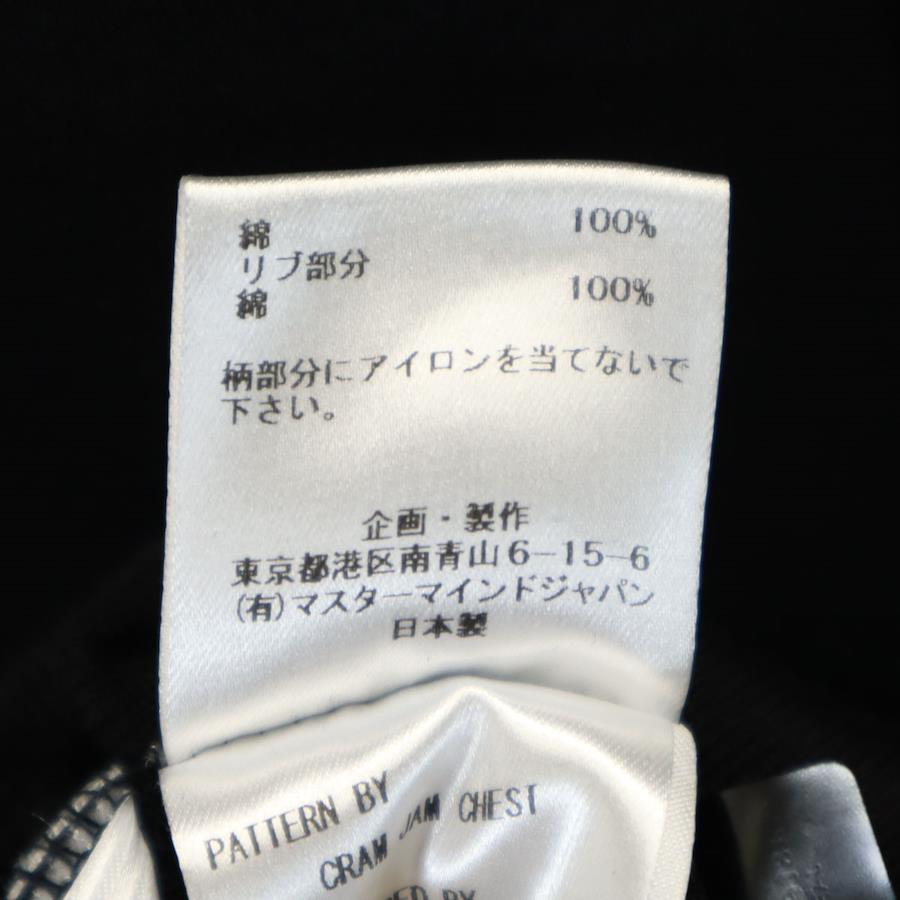 綿 100%
リブ部分
綿 100%
柄部分にアイロンを当てないで
下さい。
企画・製作
東京都港区南青山6-15-6
(有)マスターマインドジャパン
日本製
PATTERN BY
CRAM JAM CHEST
BY